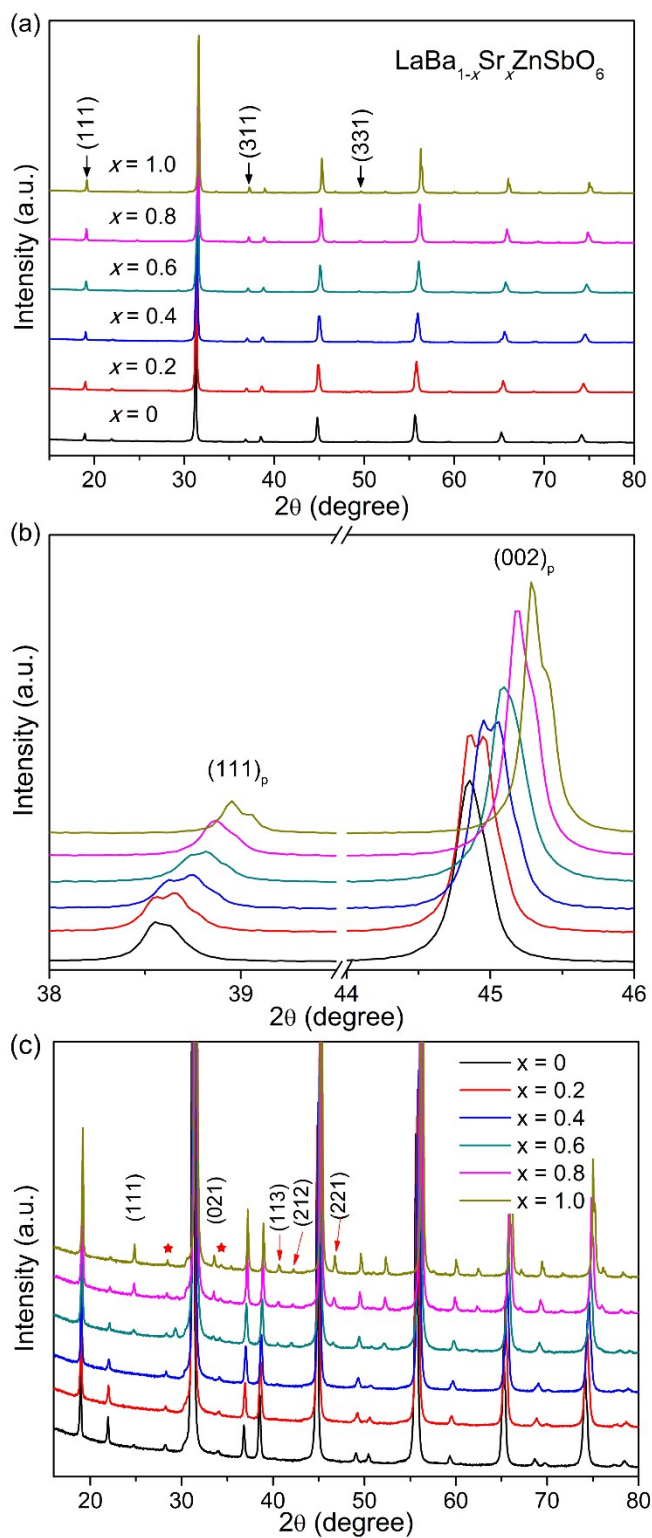 (a)
LaBa1-xSrxZnSbO6
(111)
(311)
(331)
x = 1.0
x = 0.8
x = 0.6
x = 0.4
x = 0.2
x = 0
Intensity (a.u.)
20 30 40 50 60 70 80
2θ (degree)
(b)
(002)p
(111)p
Intensity (a.u.)
38 39 44 45 46
2θ (degree)
(c)
x = 0
x = 0.2
x = 0.4
x = 0.6
x = 0.8
x = 1.0
(111)
(021)
(113)
(212)
(221)
Intensity (a.u.)
20 30 40 50 60 70 80
2θ (degree)